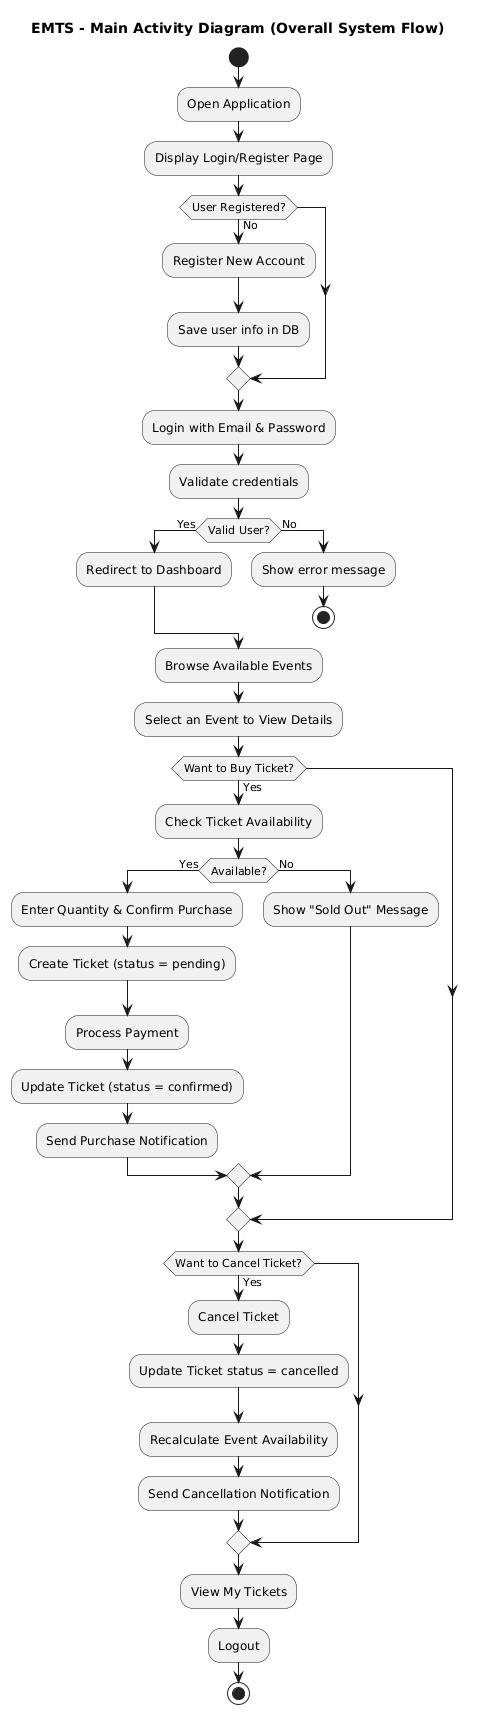 EMTS - Main Activity Diagram (Overall System Flow)
Open Application
Display Login/Register Page
User Registered?
No
Register New Account
Save user info in DB
Login with Email & Password
Validate credentials
Yes
Valid User?
No
Redirect to Dashboard
Show error message
Browse Available Events
Select an Event to View Details
Want to Buy Ticket?
Yes
Check Ticket Availability
Yes
Available?
No
Enter Quantity & Confirm Purchase
Show "Sold Out" Message
Create Ticket (status = pending)
Process Payment
Update Ticket (status = confirmed)
Send Purchase Notification
Want to Cancel Ticket?
Yes
Cancel Ticket
Update Ticket status = cancelled
Recalculate Event Availability
Send Cancellation Notification
View My Tickets
Logout